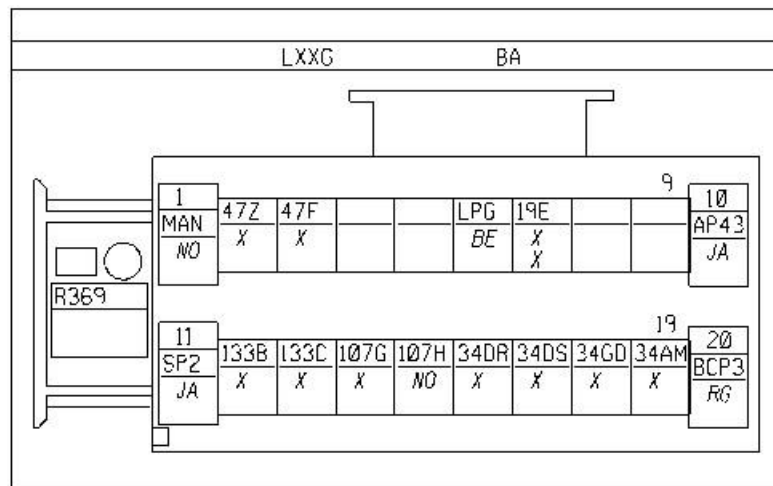 LXXG BA
9
1 10
47Z 47F LPG 19E
MAN AP43
X X BE X
NO X JA
R369
19
11 20
133B 133C 107G 107H 34DR 34DS 34GD 34AM
SP2 BCP3
X X X NO X X X X
JA RG